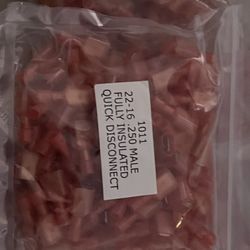 1011
22-16 .250 MALE
FULLY INSULATED
QUICK DISCONNECT